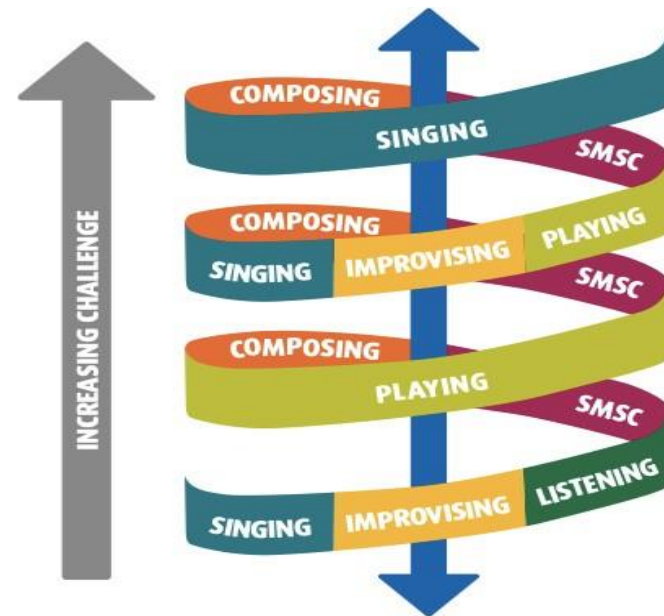 INCREASING CHALLENGE
COMPOSING
SINGING
SMSC
COMPOSING
SINGING IMPROVISING PLAYING
SMSC
COMPOSING
PLAYING
SMSC
SINGING IMPROVISING LISTENING